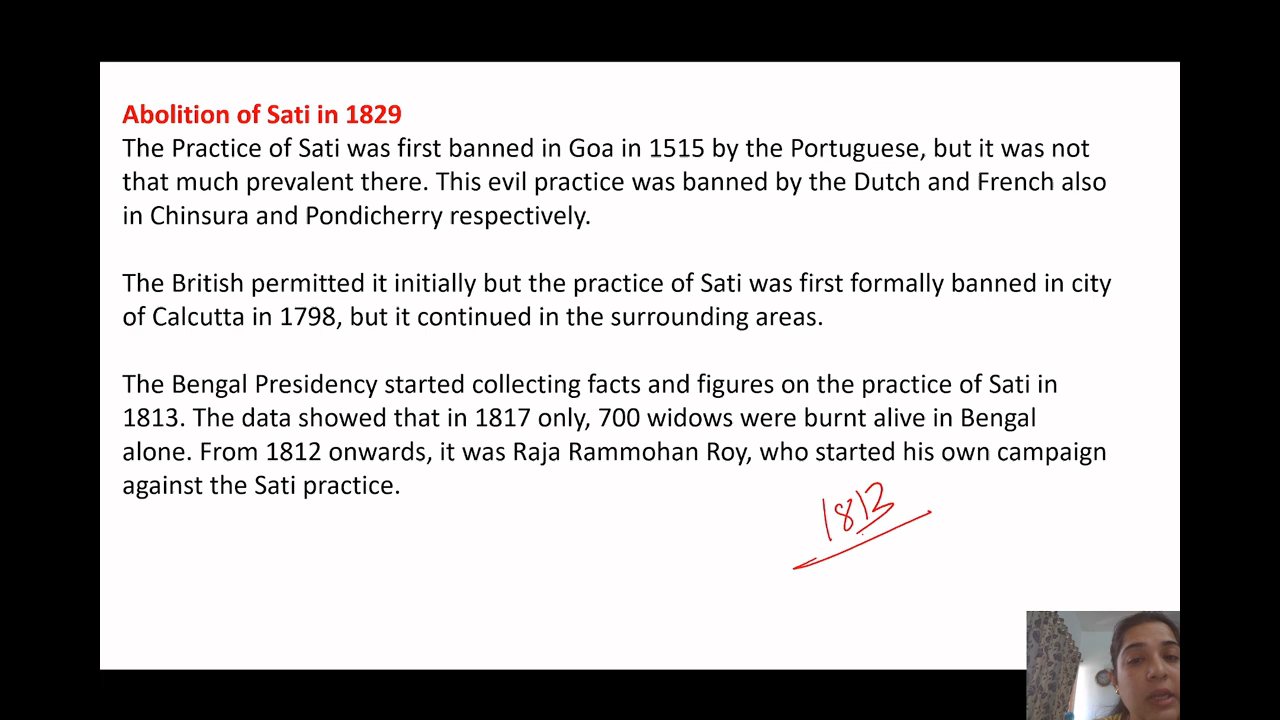 Abolition of Sati in 1829
The Practice of Sati was first banned in Goa in 1515 by the Portuguese, but it was not
that much prevalent there. This evil practice was banned by the Dutch and French also
in Chinsura and Pondicherry respectively.
The British permitted it initially but the practice of Sati was first formally banned in city
of Calcutta in 1798, but it continued in the surrounding areas.
The Bengal Presidency started collecting facts and figures on the practice of Sati in
1813. The data showed that in 1817 only, 700 widows were burnt alive in Bengal
alone. From 1812 onwards, it was Raja Rammohan Roy, who started his own campaign
against the Sati practice.
1812